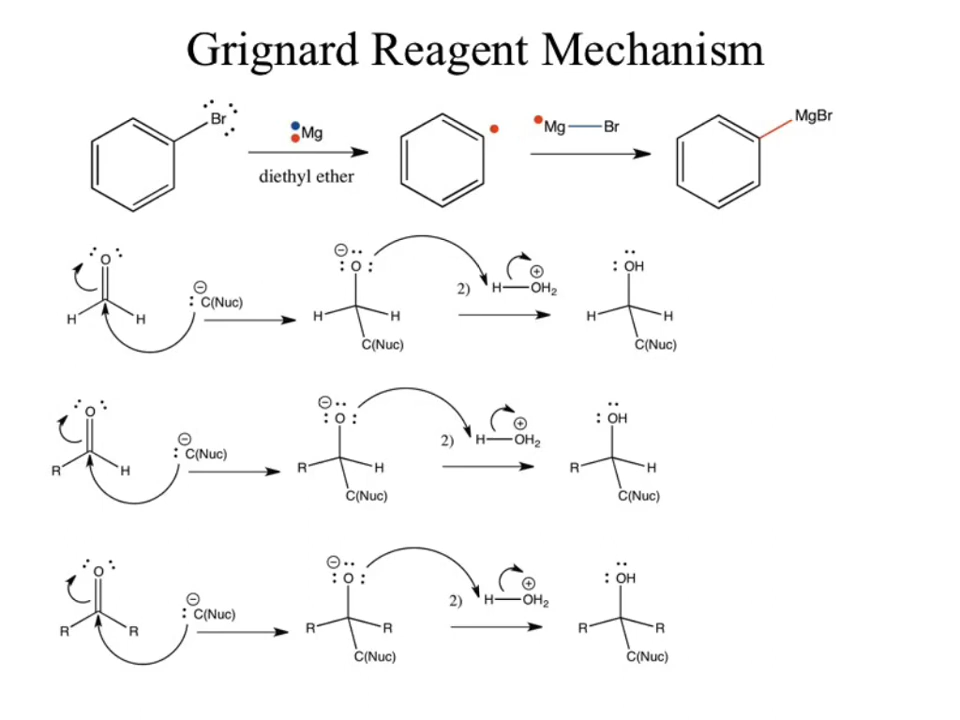 Grignard Reagent Mechanism
Br
Mg
diethyl ether
Mg Br
MgBr
O
H H
C(Nuc)
O
H H
C(Nuc)
2) H OH2
OH
H H
C(Nuc)
O
R H
C(Nuc)
O
R H
C(Nuc)
2) H OH2
OH
R H
C(Nuc)
O
R R
C(Nuc)
O
R R
C(Nuc)
2) H OH2
OH
R R
C(Nuc)